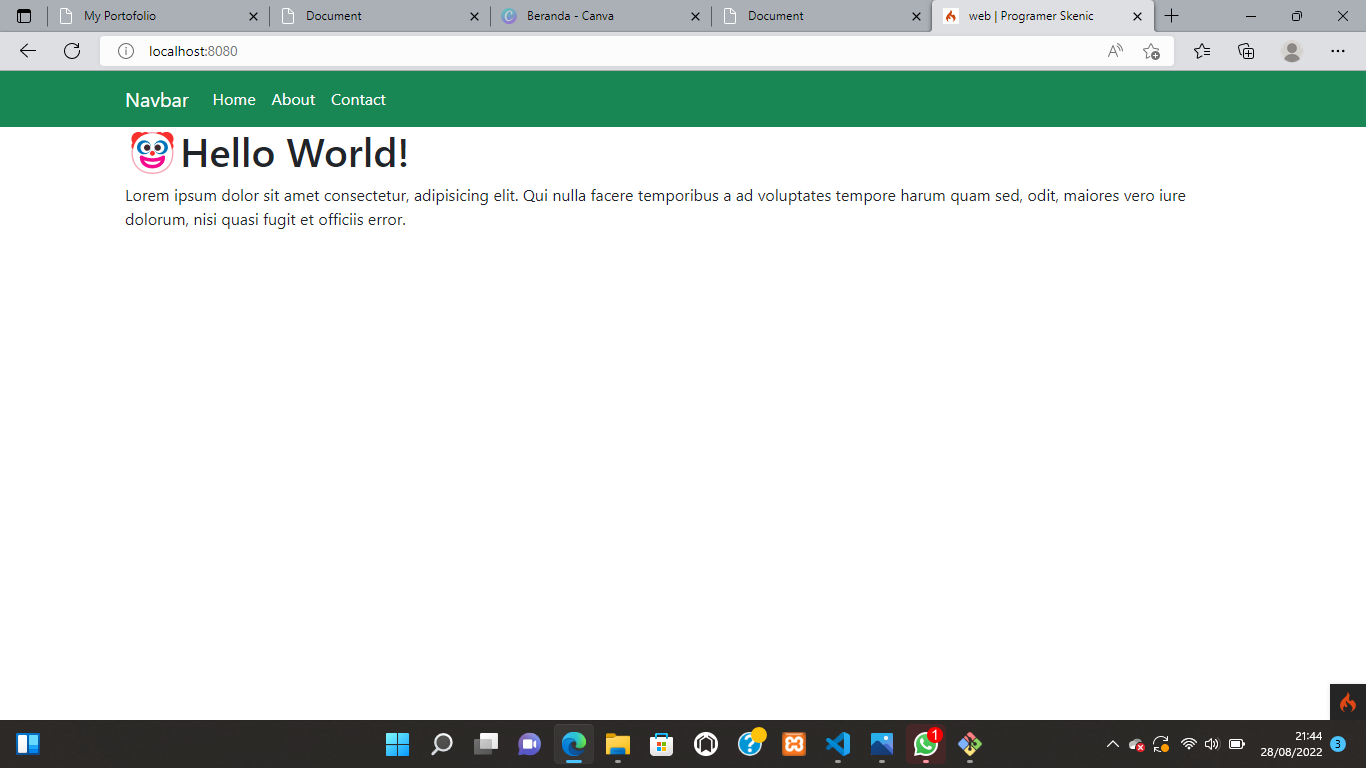 My Portofolio
Document
Beranda - Canva
Document
web | Programer Skenic
localhost:8080
Navbar
Home
About
Contact
🤡Hello World!
Lorem ipsum dolor sit amet consectetur, adipisicing elit. Qui nulla facere temporibus a ad voluptates tempore harum quam sed, odit, maiores vero iure
dolorum, nisi quasi fugit et officiis error.
1
21:44
28/08/2022
3